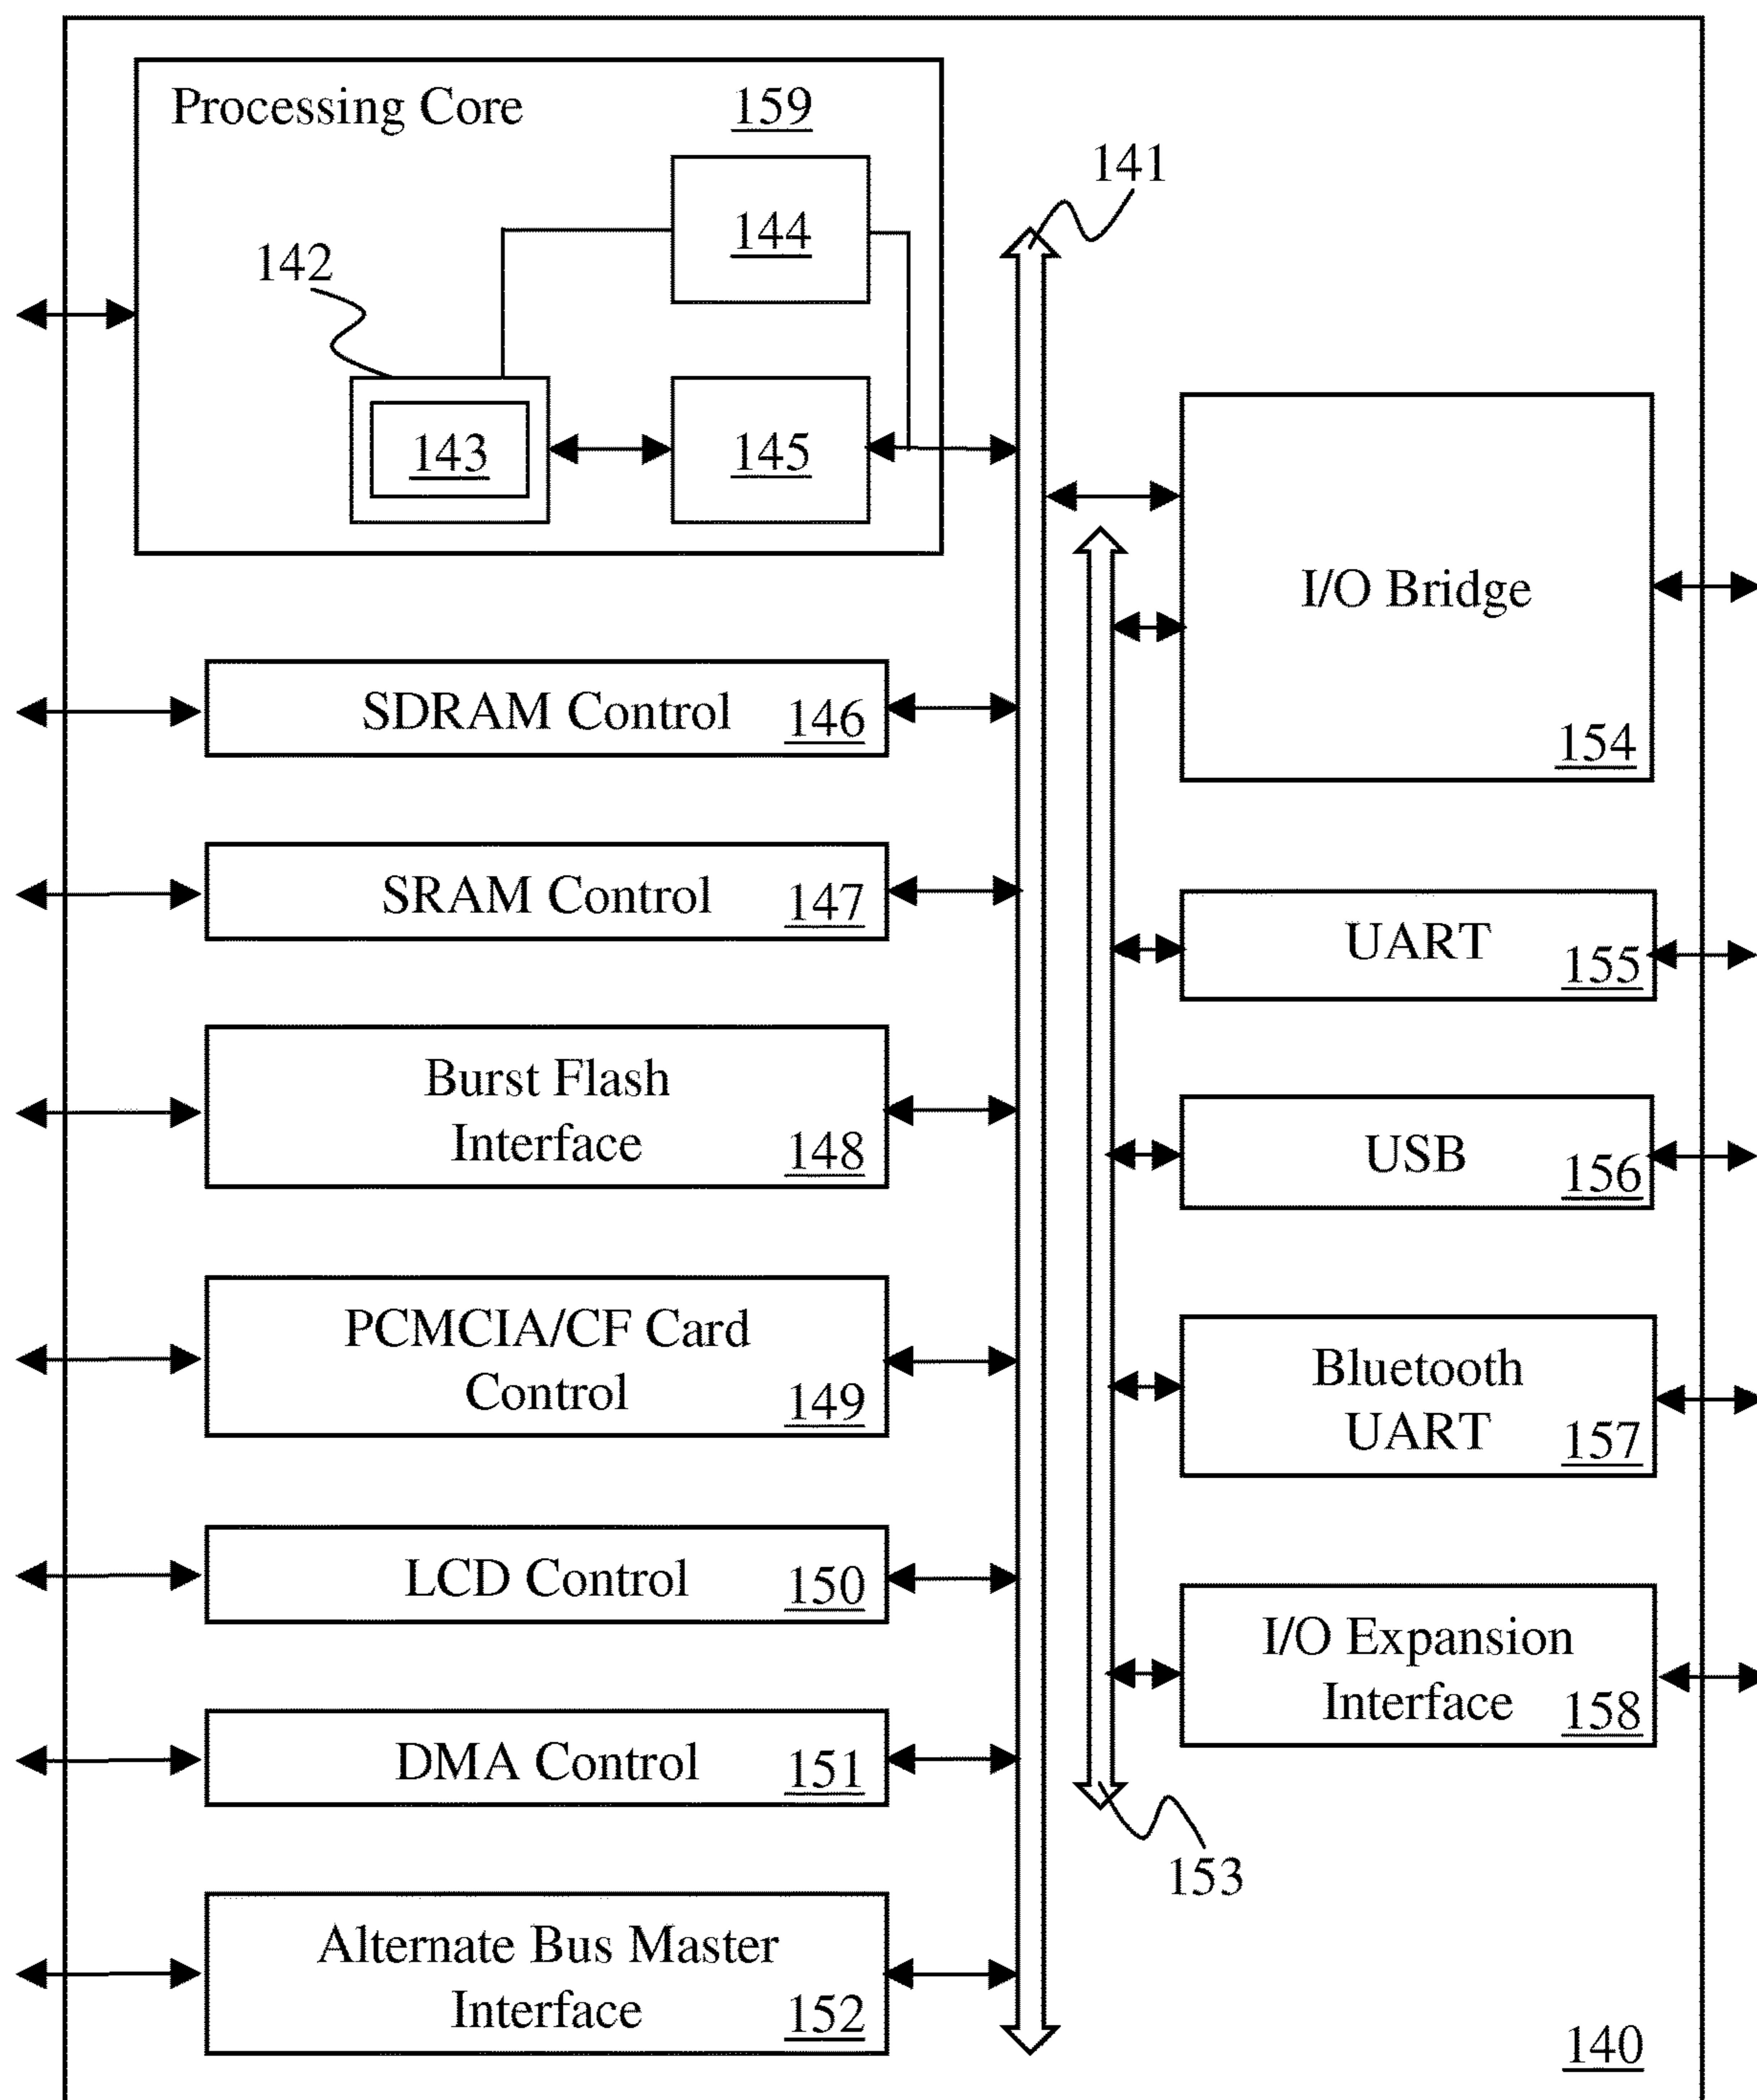 Processing Core 159
144
142
143
145
141
SDRAM Control 146
SRAM Control 147
Burst Flash
Interface 148
PCMCIA/CF Card
Control 149
LCD Control 150
DMA Control 151
Alternate Bus Master
Interface 152
I/O Bridge
154
UART 155
USB 156
Bluetooth
UART 157
I/O Expansion
Interface 158
153
140